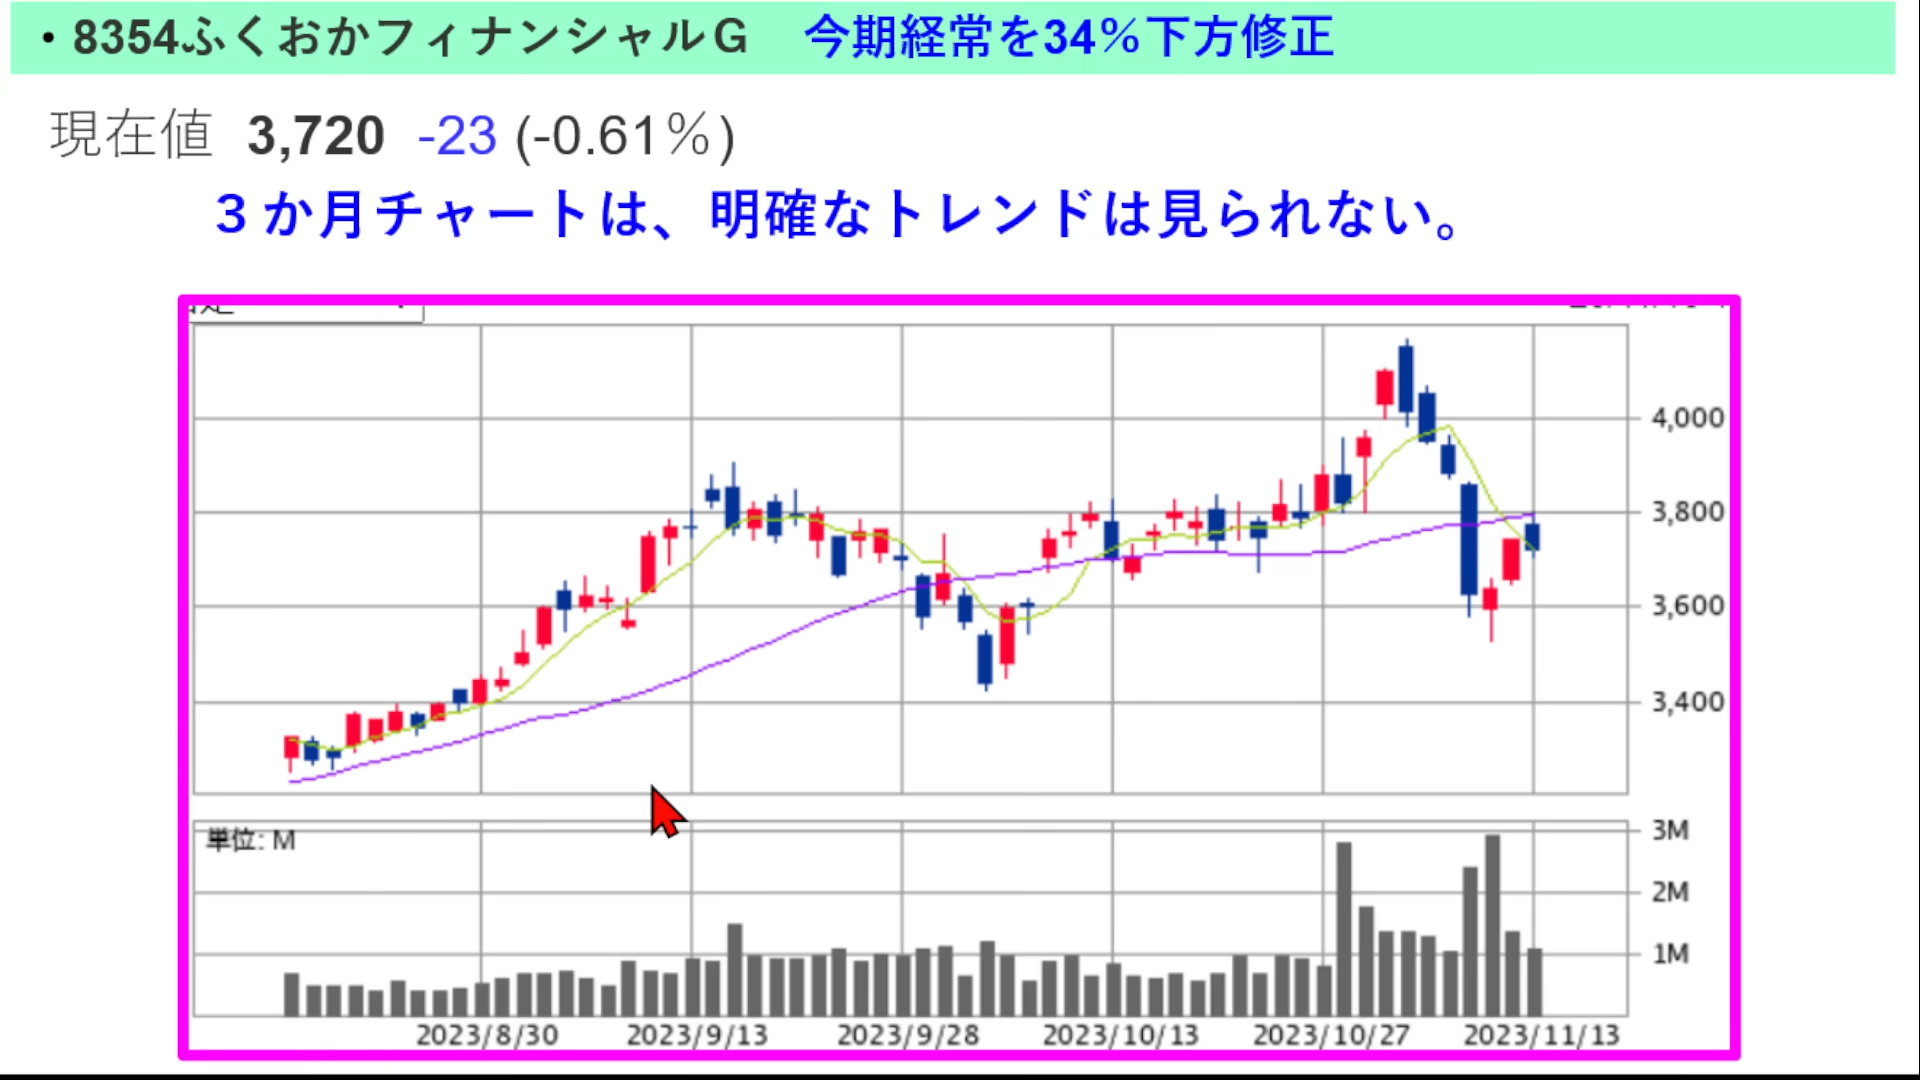 ・8354ふくおかフィナンシャルG 今期経常を34%下方修正
現在値 3,720 -23 (-0.61%)
3か月チャートは、明確なトレンドは見られない。
4,000
3,800
3,600
3,400
単位: M
3M
2M
1M
2023/8/30 2023/9/13 2023/9/28 2023/10/13 2023/10/27 2023/11/13